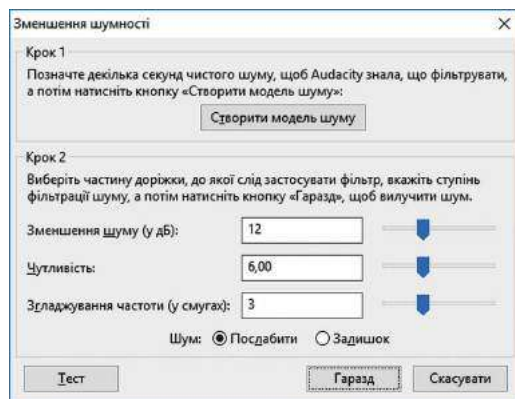 Зменшення шумності
Крок 1
Позначте декілька секунд чистого шуму, щоб Audacity знала, що фільтрувати,
а потім натисніть кнопку «Створити модель шуму»:
Створити модель шуму
Крок 2
Виберіть частину доріжки, до якої слід застосувати фільтр, вкажіть ступінь
фільтрації шуму, а потім натисніть кнопку «Гаразд», щоб вилучити шум.
Зменшення шуму (у дБ): 12
Чутливість: 6,00
Згладжування частоти (у смугах): 3
Шум: Послабити Залишок
Тест Гаразд Скасувати